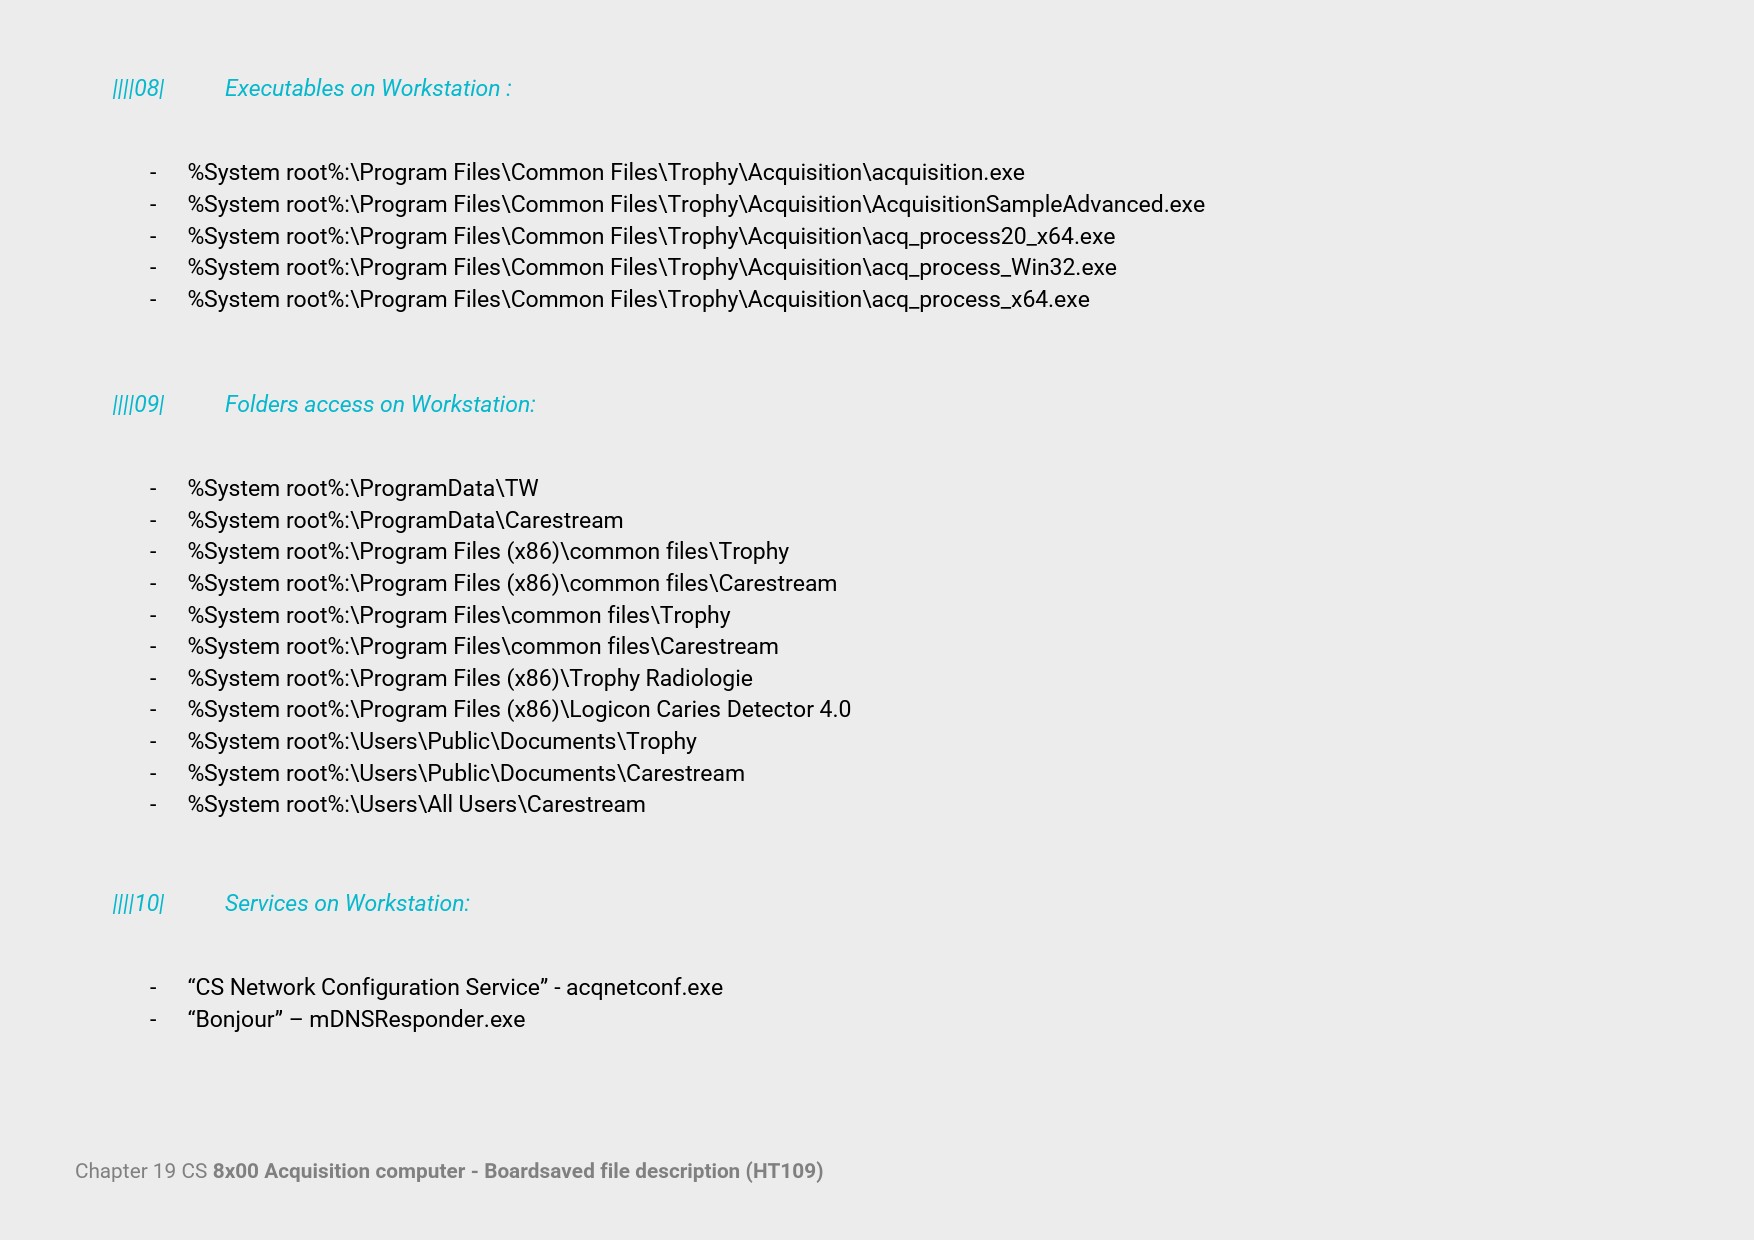 ||||08| Executables on Workstation :
- %System root%:\Program Files\Common Files\Trophy\Acquisition\acquisition.exe
- %System root%:\Program Files\Common Files\Trophy\Acquisition\AcquisitionSampleAdvanced.exe
- %System root%:\Program Files\Common Files\Trophy\Acquisition\acq_process20_x64.exe
- %System root%:\Program Files\Common Files\Trophy\Acquisition\acq_process_Win32.exe
- %System root%:\Program Files\Common Files\Trophy\Acquisition\acq_process_x64.exe
||||09| Folders access on Workstation:
- %System root%:\ProgramData\TW
- %System root%:\ProgramData\Carestream
- %System root%:\Program Files (x86)\common files\Trophy
- %System root%:\Program Files (x86)\common files\Carestream
- %System root%:\Program Files\common files\Trophy
- %System root%:\Program Files\common files\Carestream
- %System root%:\Program Files (x86)\Trophy Radiologie
- %System root%:\Program Files (x86)\Logicon Caries Detector 4.0
- %System root%:\Users\Public\Documents\Trophy
- %System root%:\Users\Public\Documents\Carestream
- %System root%:\Users\All Users\Carestream
||||10| Services on Workstation:
- “CS Network Configuration Service” - acqnetconf.exe
- “Bonjour” – mDNSResponder.exe
Chapter 19 CS 8x00 Acquisition computer - Boardsaved file description (HT109)